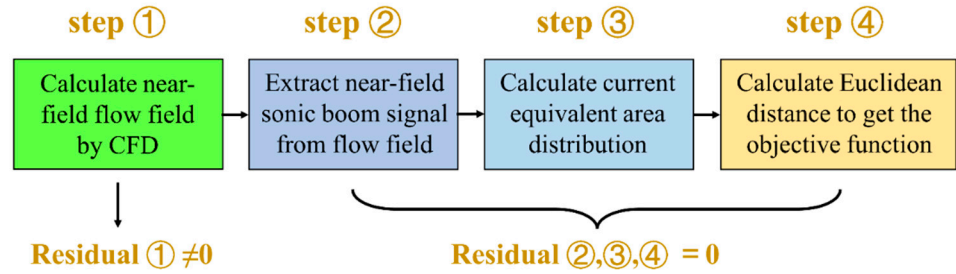 step ①
step ②
step ③
step ④
Calculate near-
field flow field
by CFD
Extract near-field
sonic boom signal
from flow field
Calculate current
equivalent area
distribution
Calculate Euclidean
distance to get the
objective function
Residual ① ≠0
Residual ②,③,④ = 0